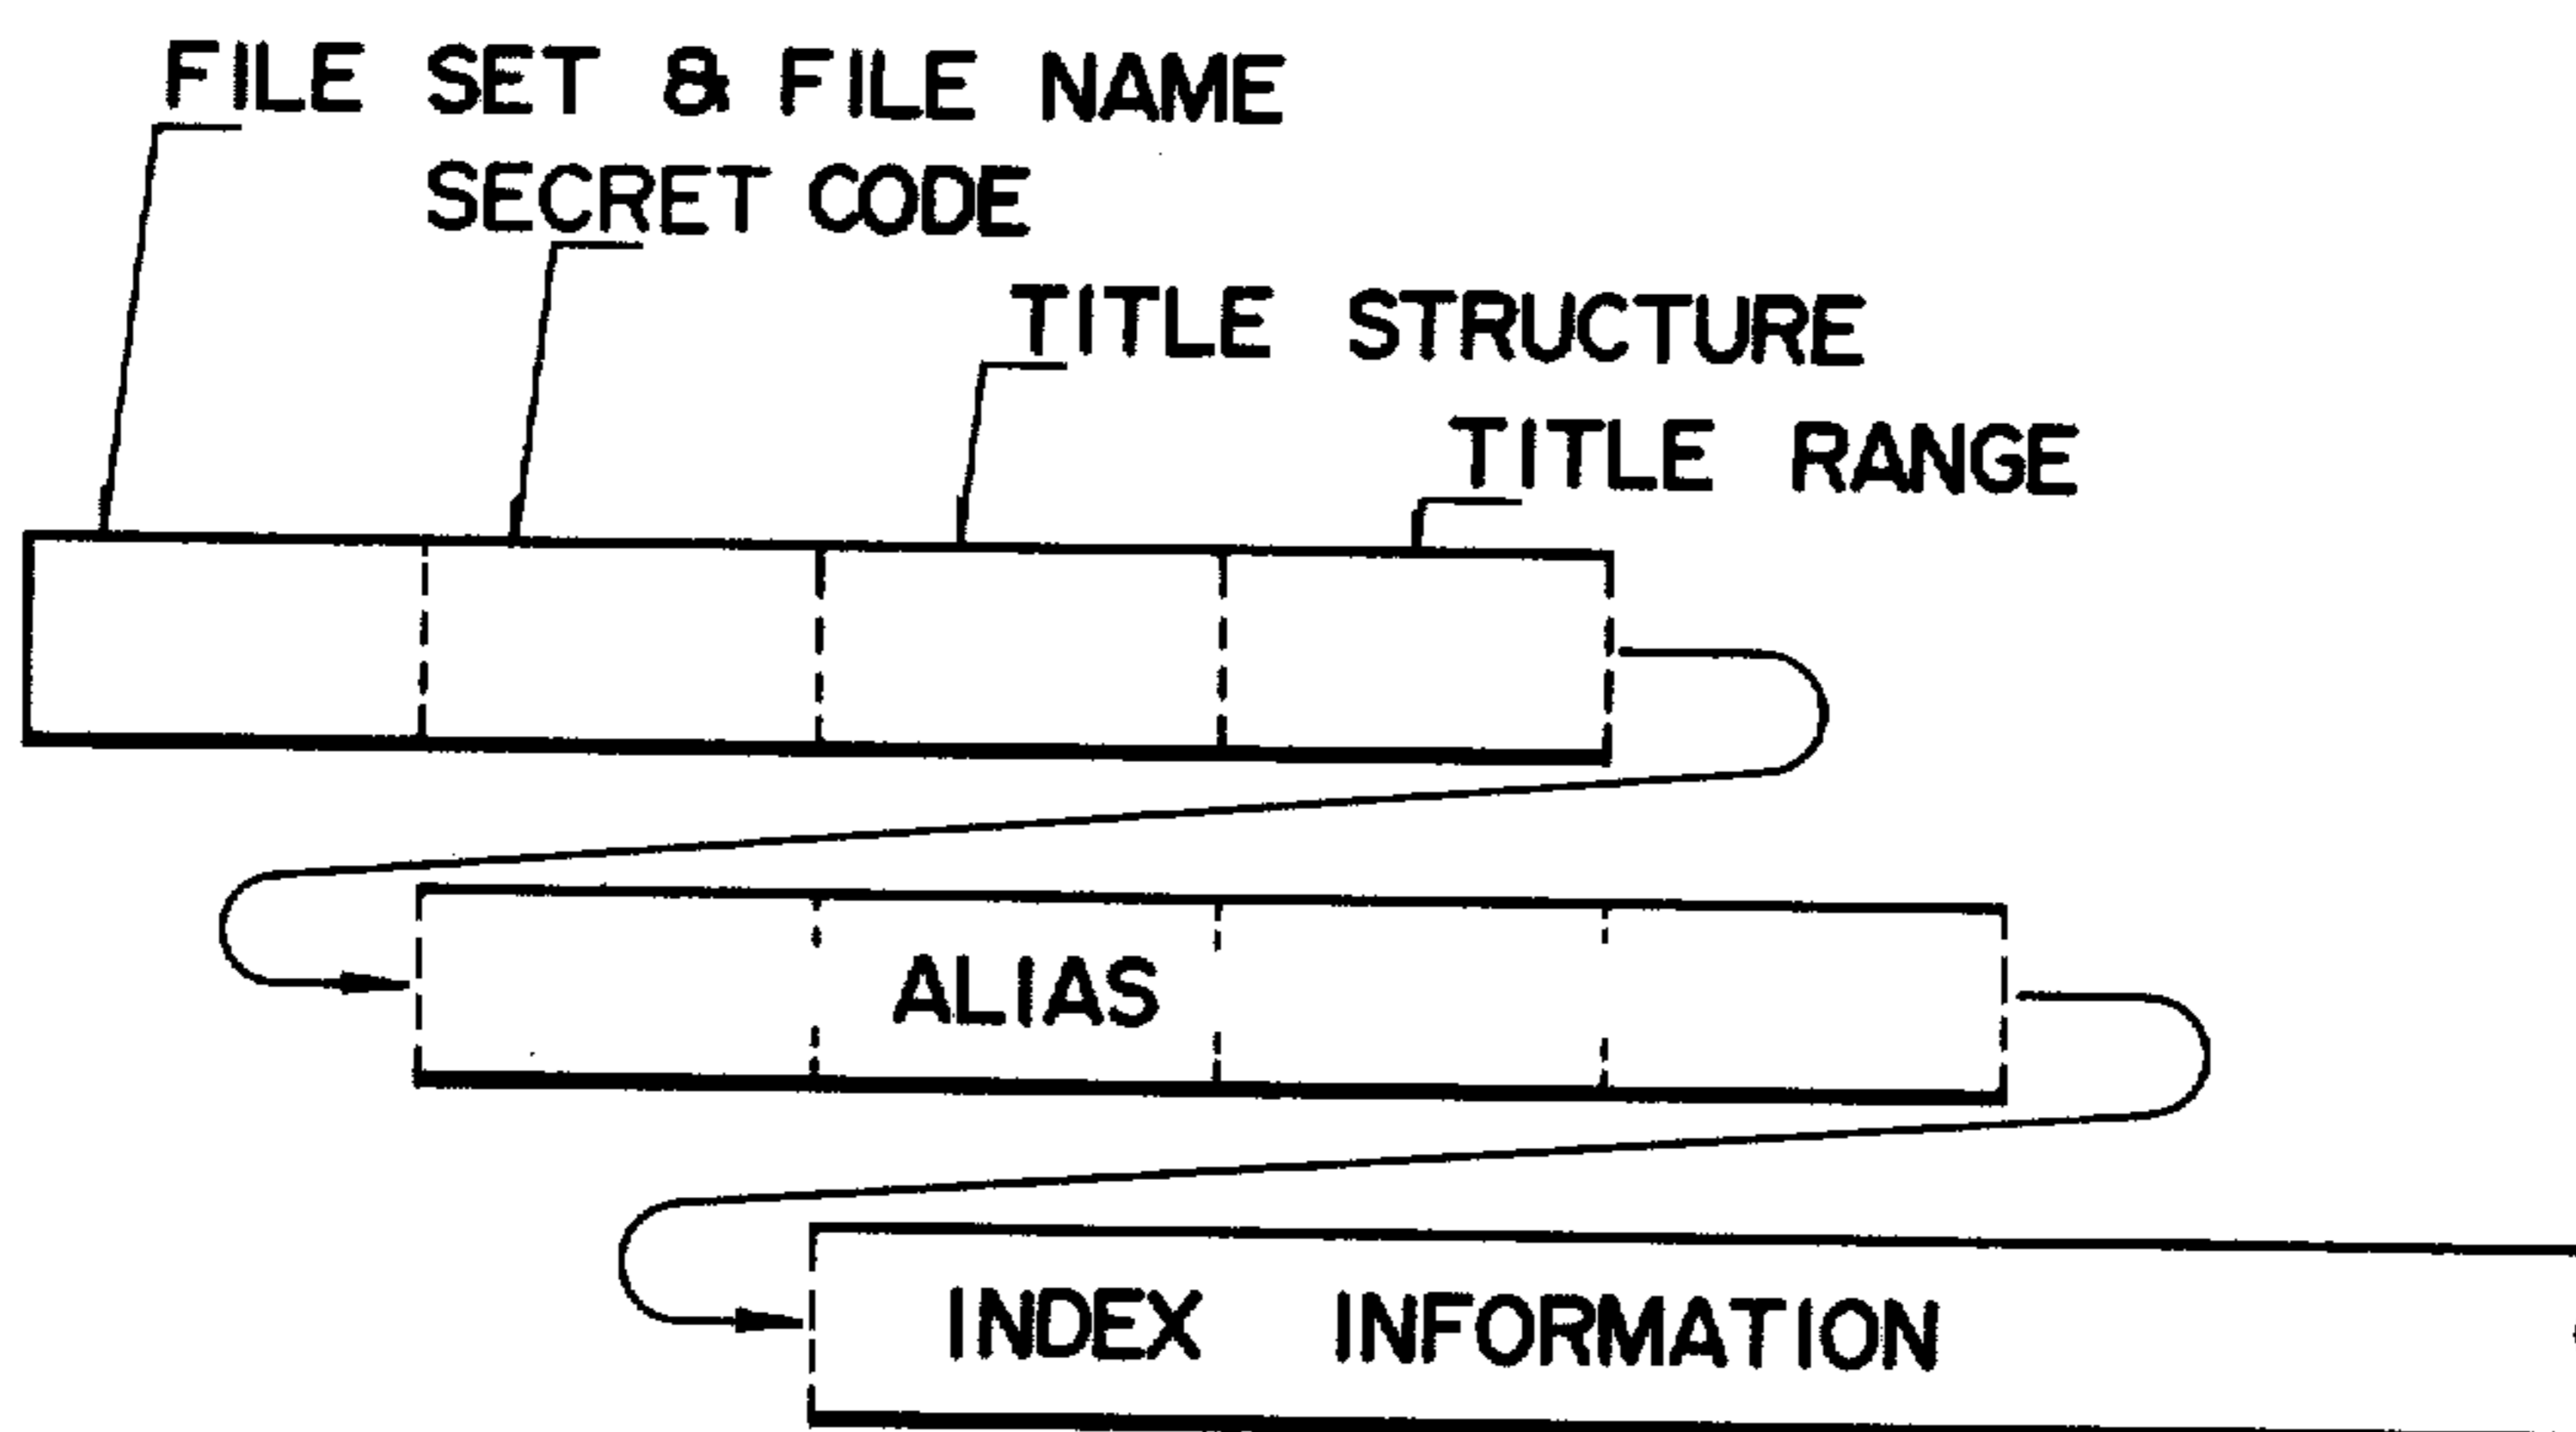 FILE SET & FILE NAME
SECRET CODE
TITLE STRUCTURE
TITLE RANGE
ALIAS
INDEX INFORMATION